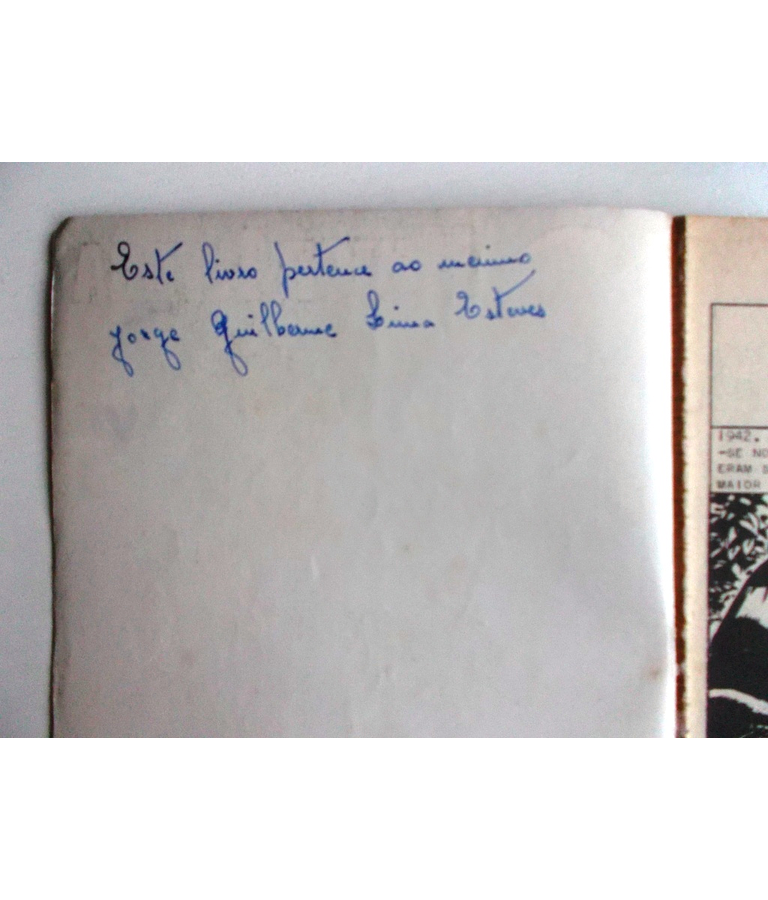 Este livro pertence ao menino
Jorge Guilherme Lima Esteves
1942.
-SE NO
ERAM
MAIOR